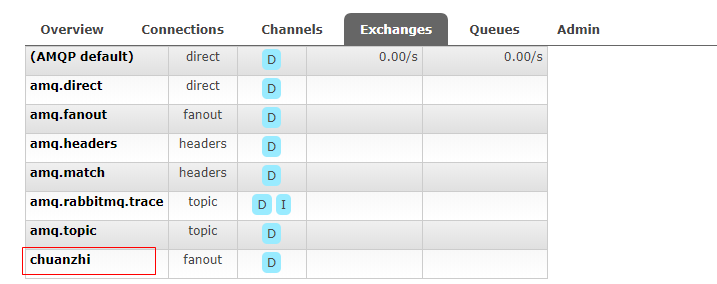 Overview Connections Channels Exchanges Queues Admin
(AMQP default) direct D 0.00/s 0.00/s
amq.direct direct D
amq.fanout fanout D
amq.headers headers D
amq.match headers D
amq.rabbitmq.trace topic D I
amq.topic topic D
chuanzhi fanout D